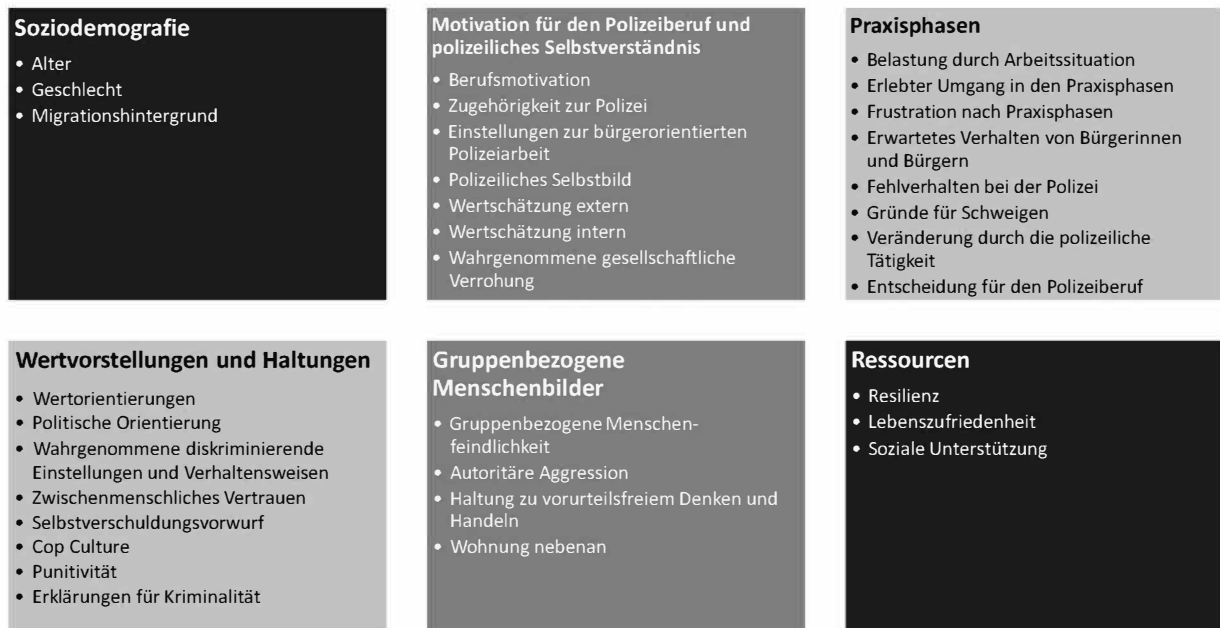 Soziodemografie
• Alter
• Geschlecht
• Migrationshintergrund
Motivation für den Polizeiberuf und
polizeiliches Selbstverständnis
• Berufsmotivation
• Zugehörigkeit zur Polizei
• Einstellungen zur bürgerorientierten
Polizeiarbeit
• Polizeiliches Selbstbild
• Wertschätzung extern
• Wertschätzung intern
• Wahrgenommene gesellschaftliche
Verrohung
Praxisphasen
• Belastung durch Arbeitssituation
• Erlebter Umgang in den Praxisphasen
• Frustration nach Praxisphasen
• Erwartetes Verhalten von Bürgerinnen
und Bürgern
• Fehlverhalten bei der Polizei
• Gründe für Schweigen
• Veränderung durch die polizeiliche
Tätigkeit
• Entscheidung für den Polizeiberuf
Wertvorstellungen und Haltungen
• Wertorientierungen
• Politische Orientierung
• Wahrgenommene diskriminierende
Einstellungen und Verhaltensweisen
• Zwischenmenschliches Vertrauen
• Selbstverschuldungsvorwurf
• Cop Culture
• Punitivität
• Erklärungen für Kriminalität
Gruppenbezogene
Menschenbilder
• Gruppenbezogene Menschen-
feindlichkeit
• Autoritäre Aggression
• Haltung zu vorurteilsfreiem Denken und
Handeln
• Wohnung nebenan
Ressourcen
• Resilienz
• Lebenszufriedenheit
• Soziale Unterstützung